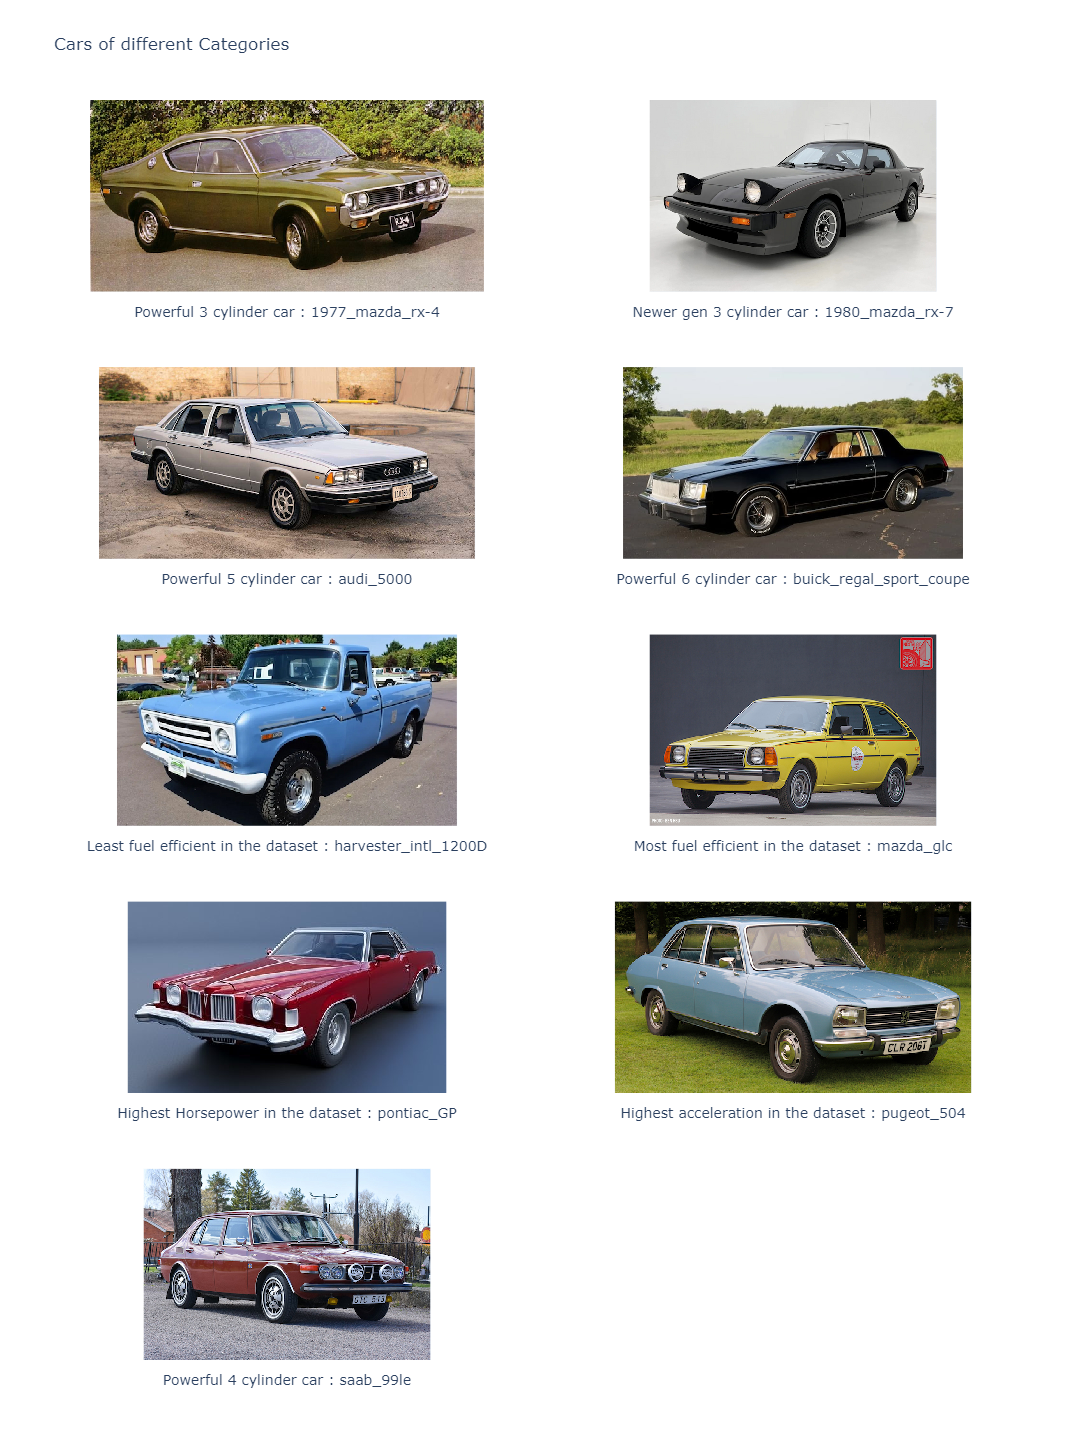 Cars of different Categories
Powerful 3 cylinder car : 1977_mazda_rx-4
Newer gen 3 cylinder car : 1980_mazda_rx-7
Powerful 5 cylinder car : audi_5000
Powerful 6 cylinder car : buick_regal_sport_coupe
Least fuel efficient in the dataset : harvester_intl_1200D
Most fuel efficient in the dataset : mazda_glc
Highest Horsepower in the dataset : pontiac_GP
CLR 206T
Highest acceleration in the dataset : pugeot_504
Powerful 4 cylinder car : saab_99le